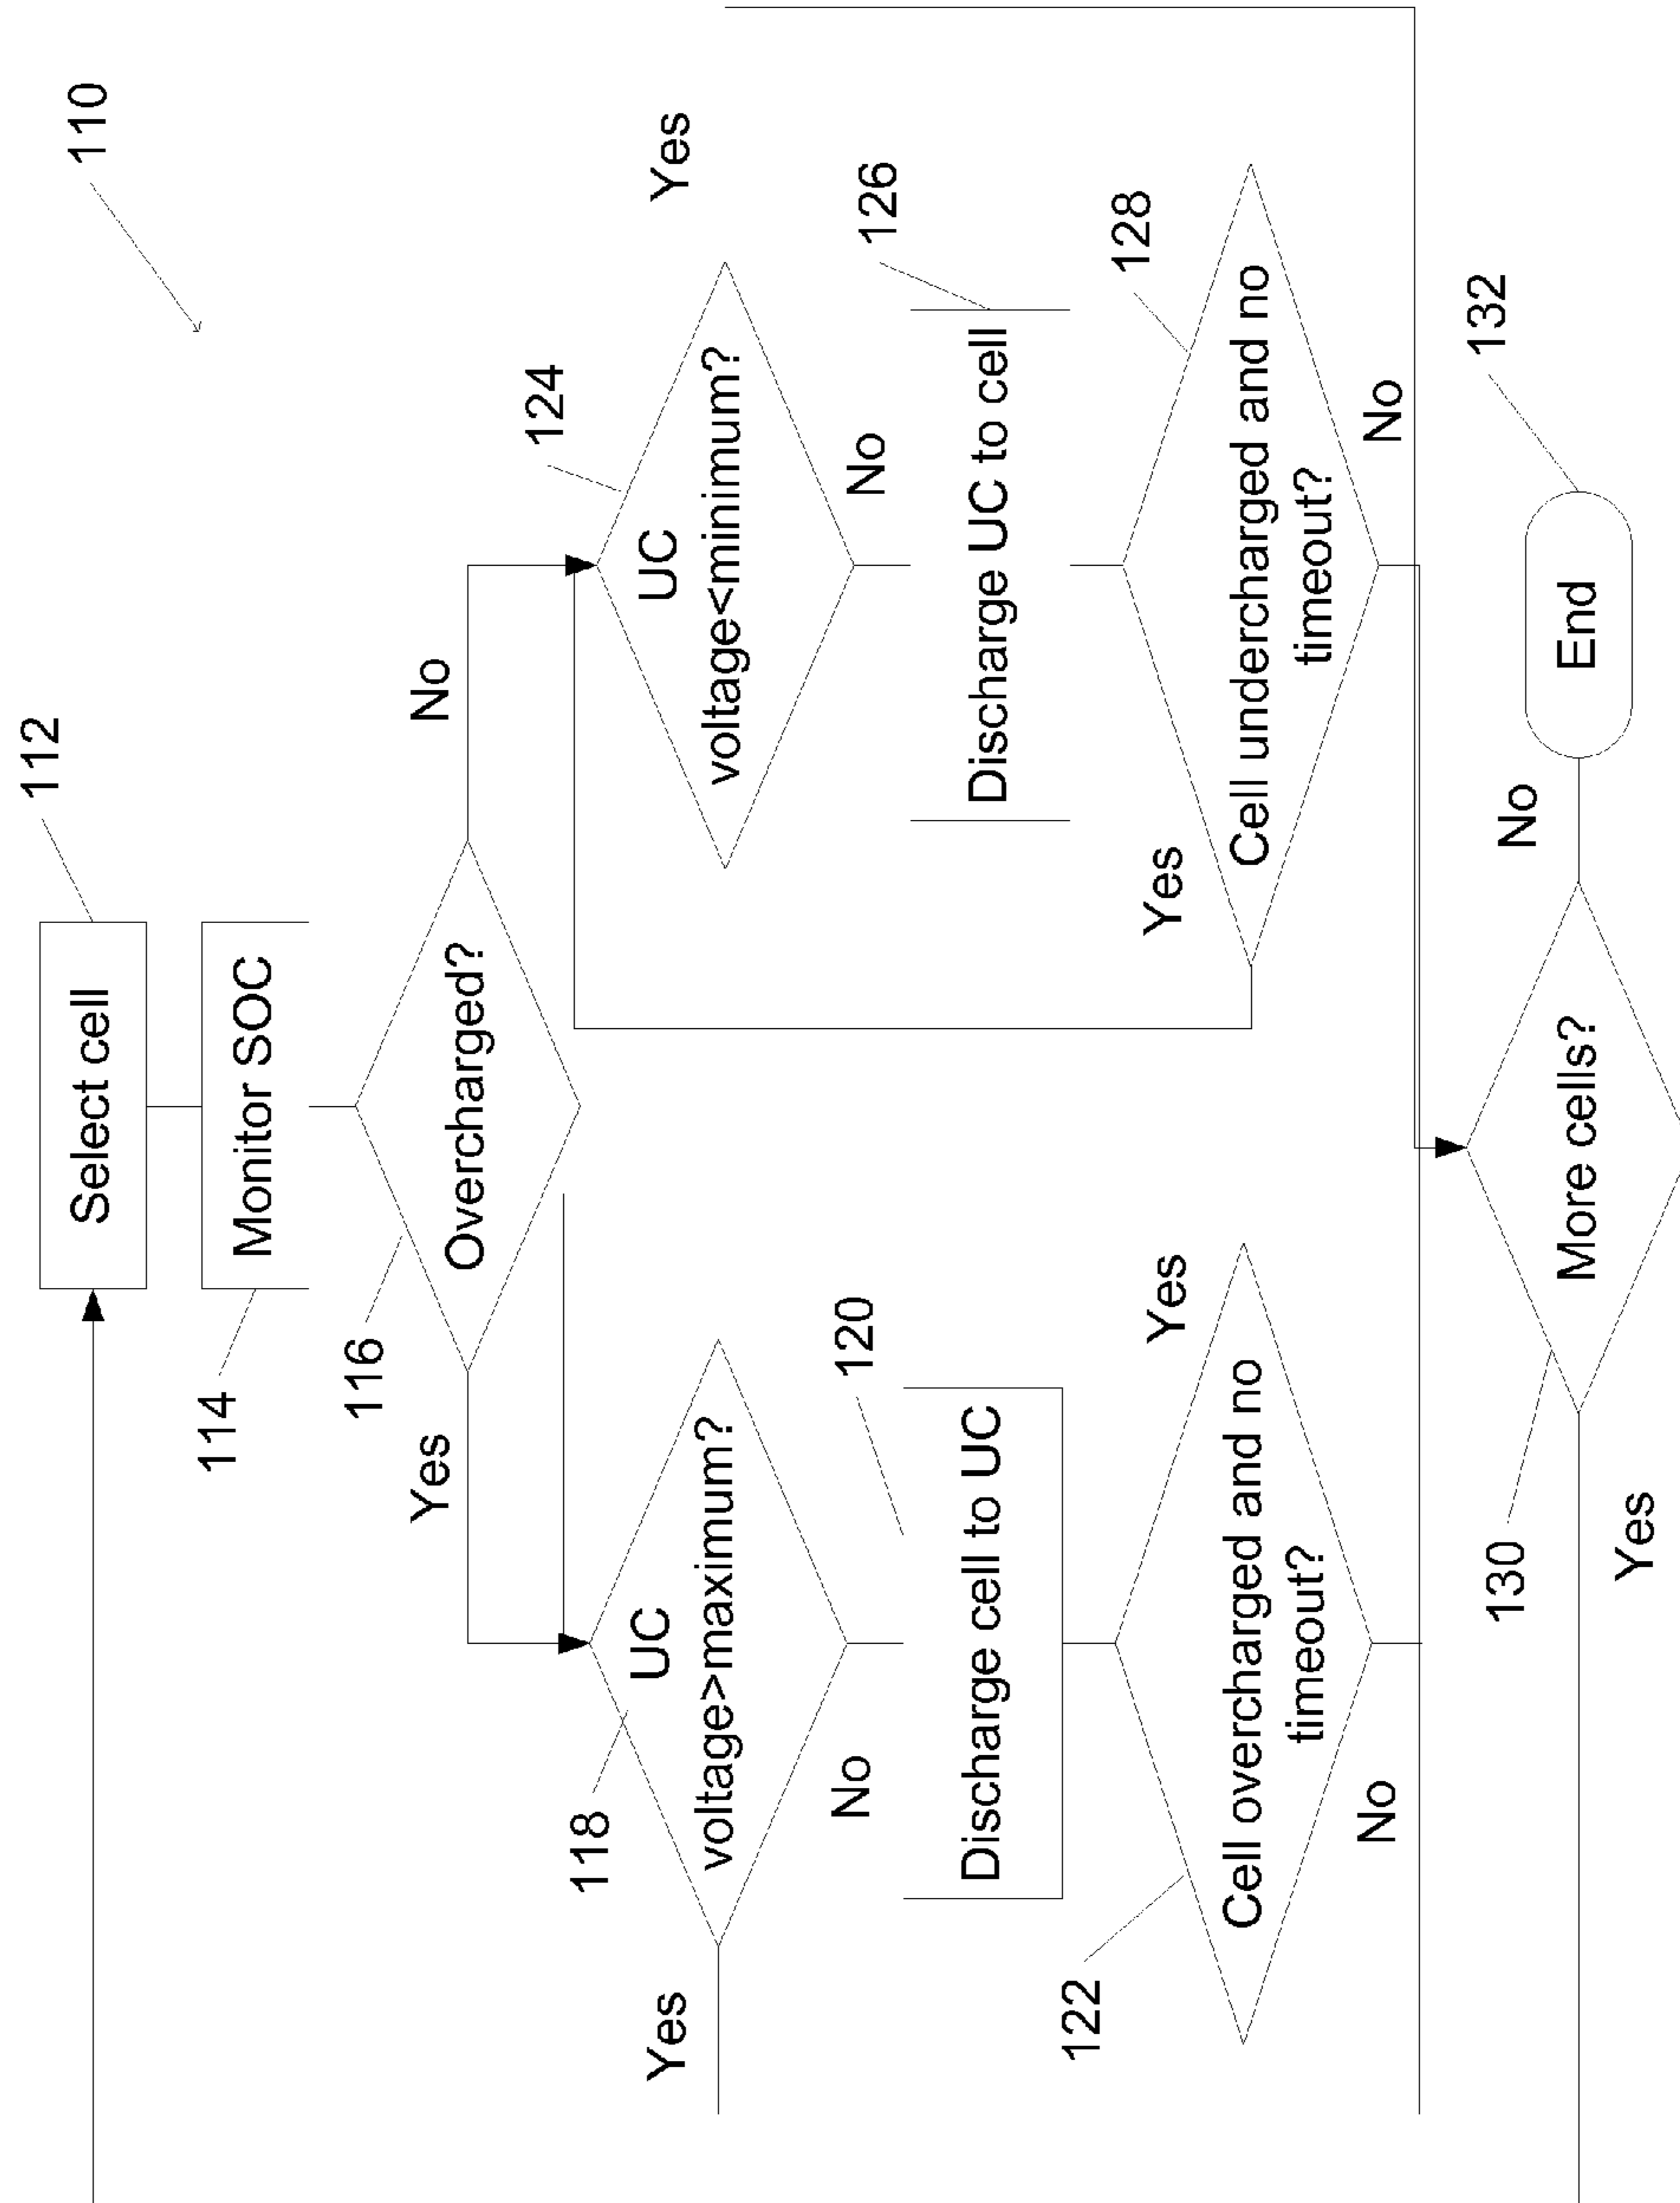 110
112
Select cell
Monitor SOC
114
116
Overcharged?
Yes
No
118
UC
voltage>maximum?
Yes
No
120
Discharge cell to UC
122
Cell overcharged and no
timeout?
Yes
No
124
UC
voltage<minimum?
Yes
No
126
Discharge UC to cell
128
Cell undercharged and no
timeout?
Yes
No
130
More cells?
Yes
No
132
End